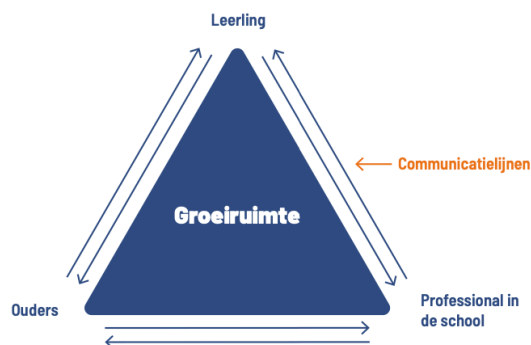 Leerling
Communicatielijnen
Groeiruimte
Ouders
Professional in
de school